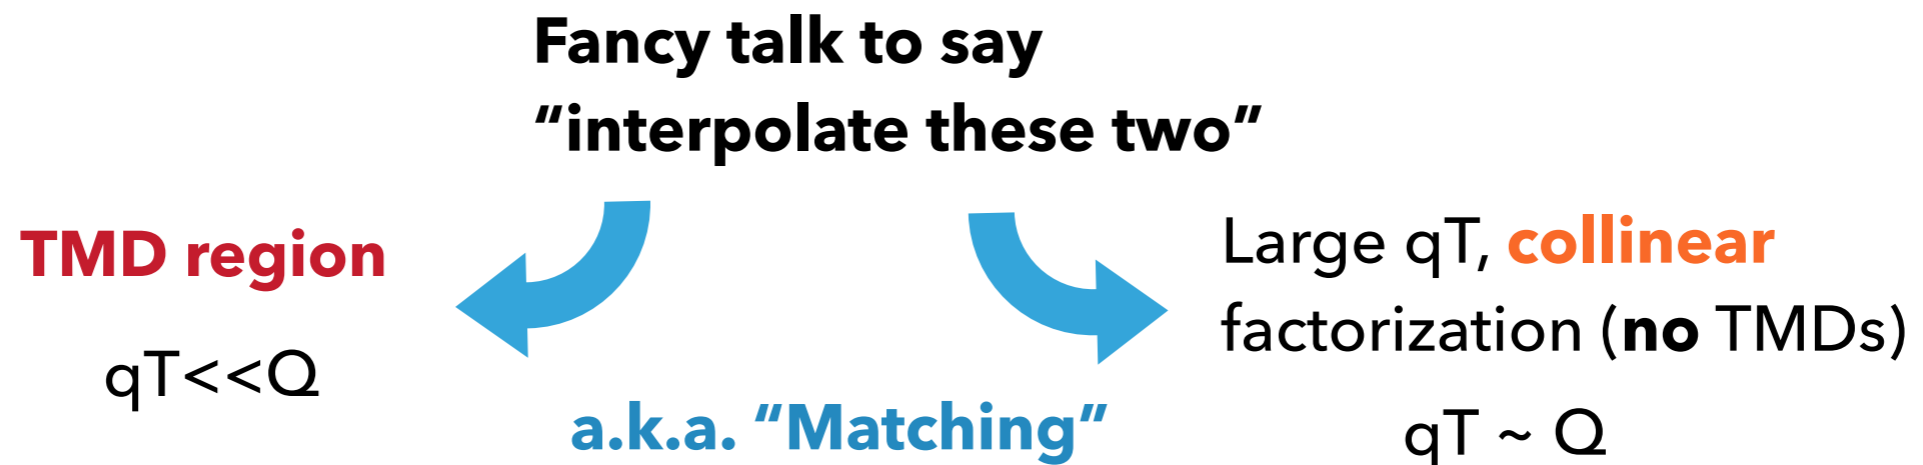 Fancy talk to say
“interpolate these two”
TMD region
qT<<Q
a.k.a. “Matching”
Large qT, collinear
factorization (no TMDs)
qT ~ Q